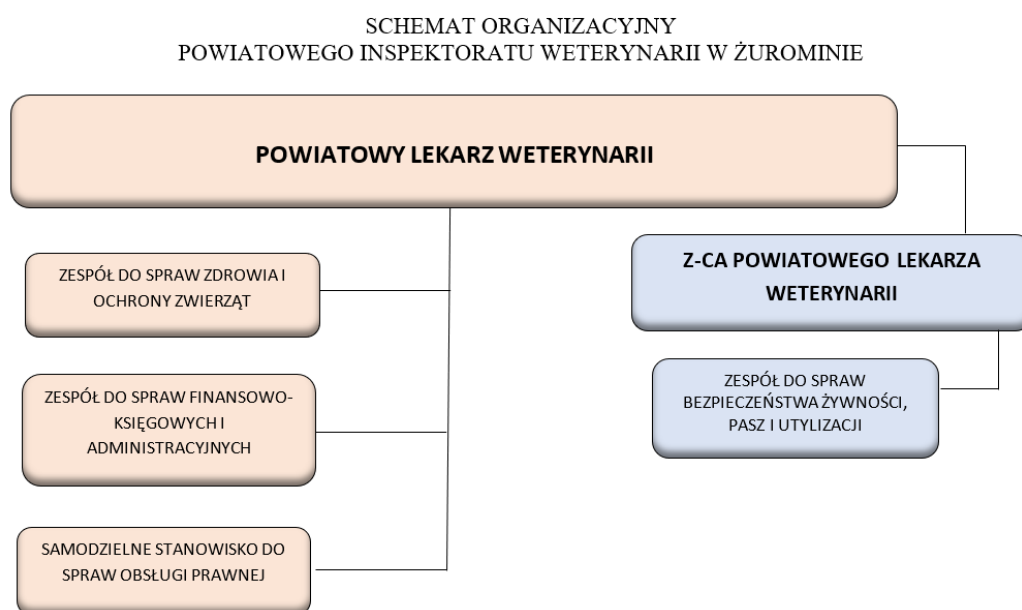 SCHEMAT ORGANIZACYJNY
POWIATOWEGO INSPEKTORATU WETERYNARII W ŻUROMINIE
POWIATOWY LEKARZ WETERYNARII
Z-CA POWIATOWEGO LEKARZA
WETERYNARII
ZESPÓŁ DO SPRAW ZDROWIA I
OCHRONY ZWIERZĄT
ZESPÓŁ DO SPRAW
BEZPIECZEŃSTWA ŻYWNOŚCI,
PASZ I UTYLIZACJI
ZESPÓŁ DO SPRAW FINANSOWO-
KSIĘGOWYCH I
ADMINISTRACYJNYCH
SAMODZIELNE STANOWISKO DO
SPRAW OBSŁUGI PRAWNEJ